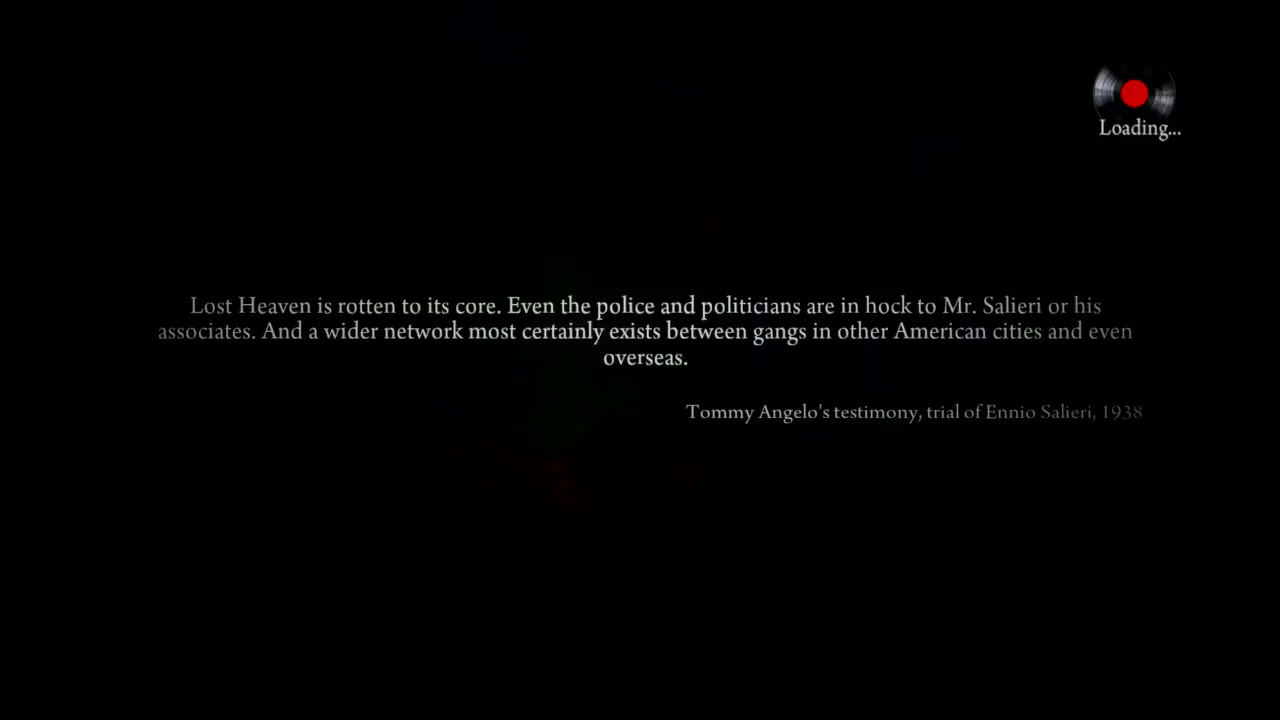 Loading...
Lost Heaven is rotten to its core. Even the police and politicians are in hock to Mr. Salieri or his
associates. And a wider network most certainly exists between gangs in other American cities and even
overseas.
Tommy Angelo's testimony, trial of Ennio Salieri, 1938